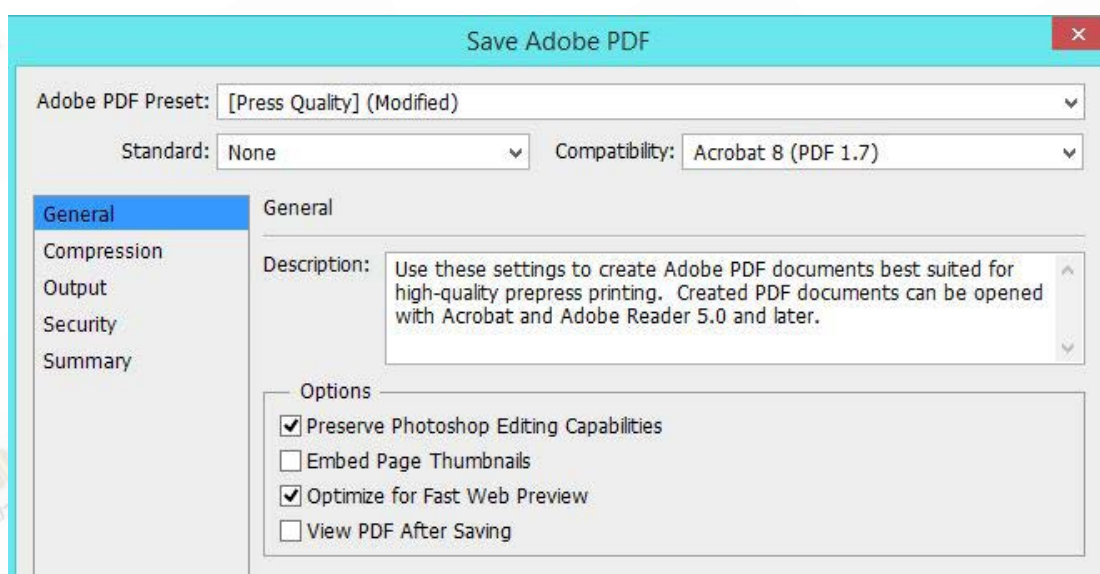 Save Adobe PDF
Adobe PDF Preset: [Press Quality] (Modified)
Standard: None Compatibility: Acrobat 8 (PDF 1.7)
General
Compression
Output
Security
Summary
General
Description: Use these settings to create Adobe PDF documents best suited for
high-quality prepress printing.  Created PDF documents can be opened
with Acrobat and Adobe Reader 5.0 and later.
Options
Preserve Photoshop Editing Capabilities
Embed Page Thumbnails
Optimize for Fast Web Preview
View PDF After Saving